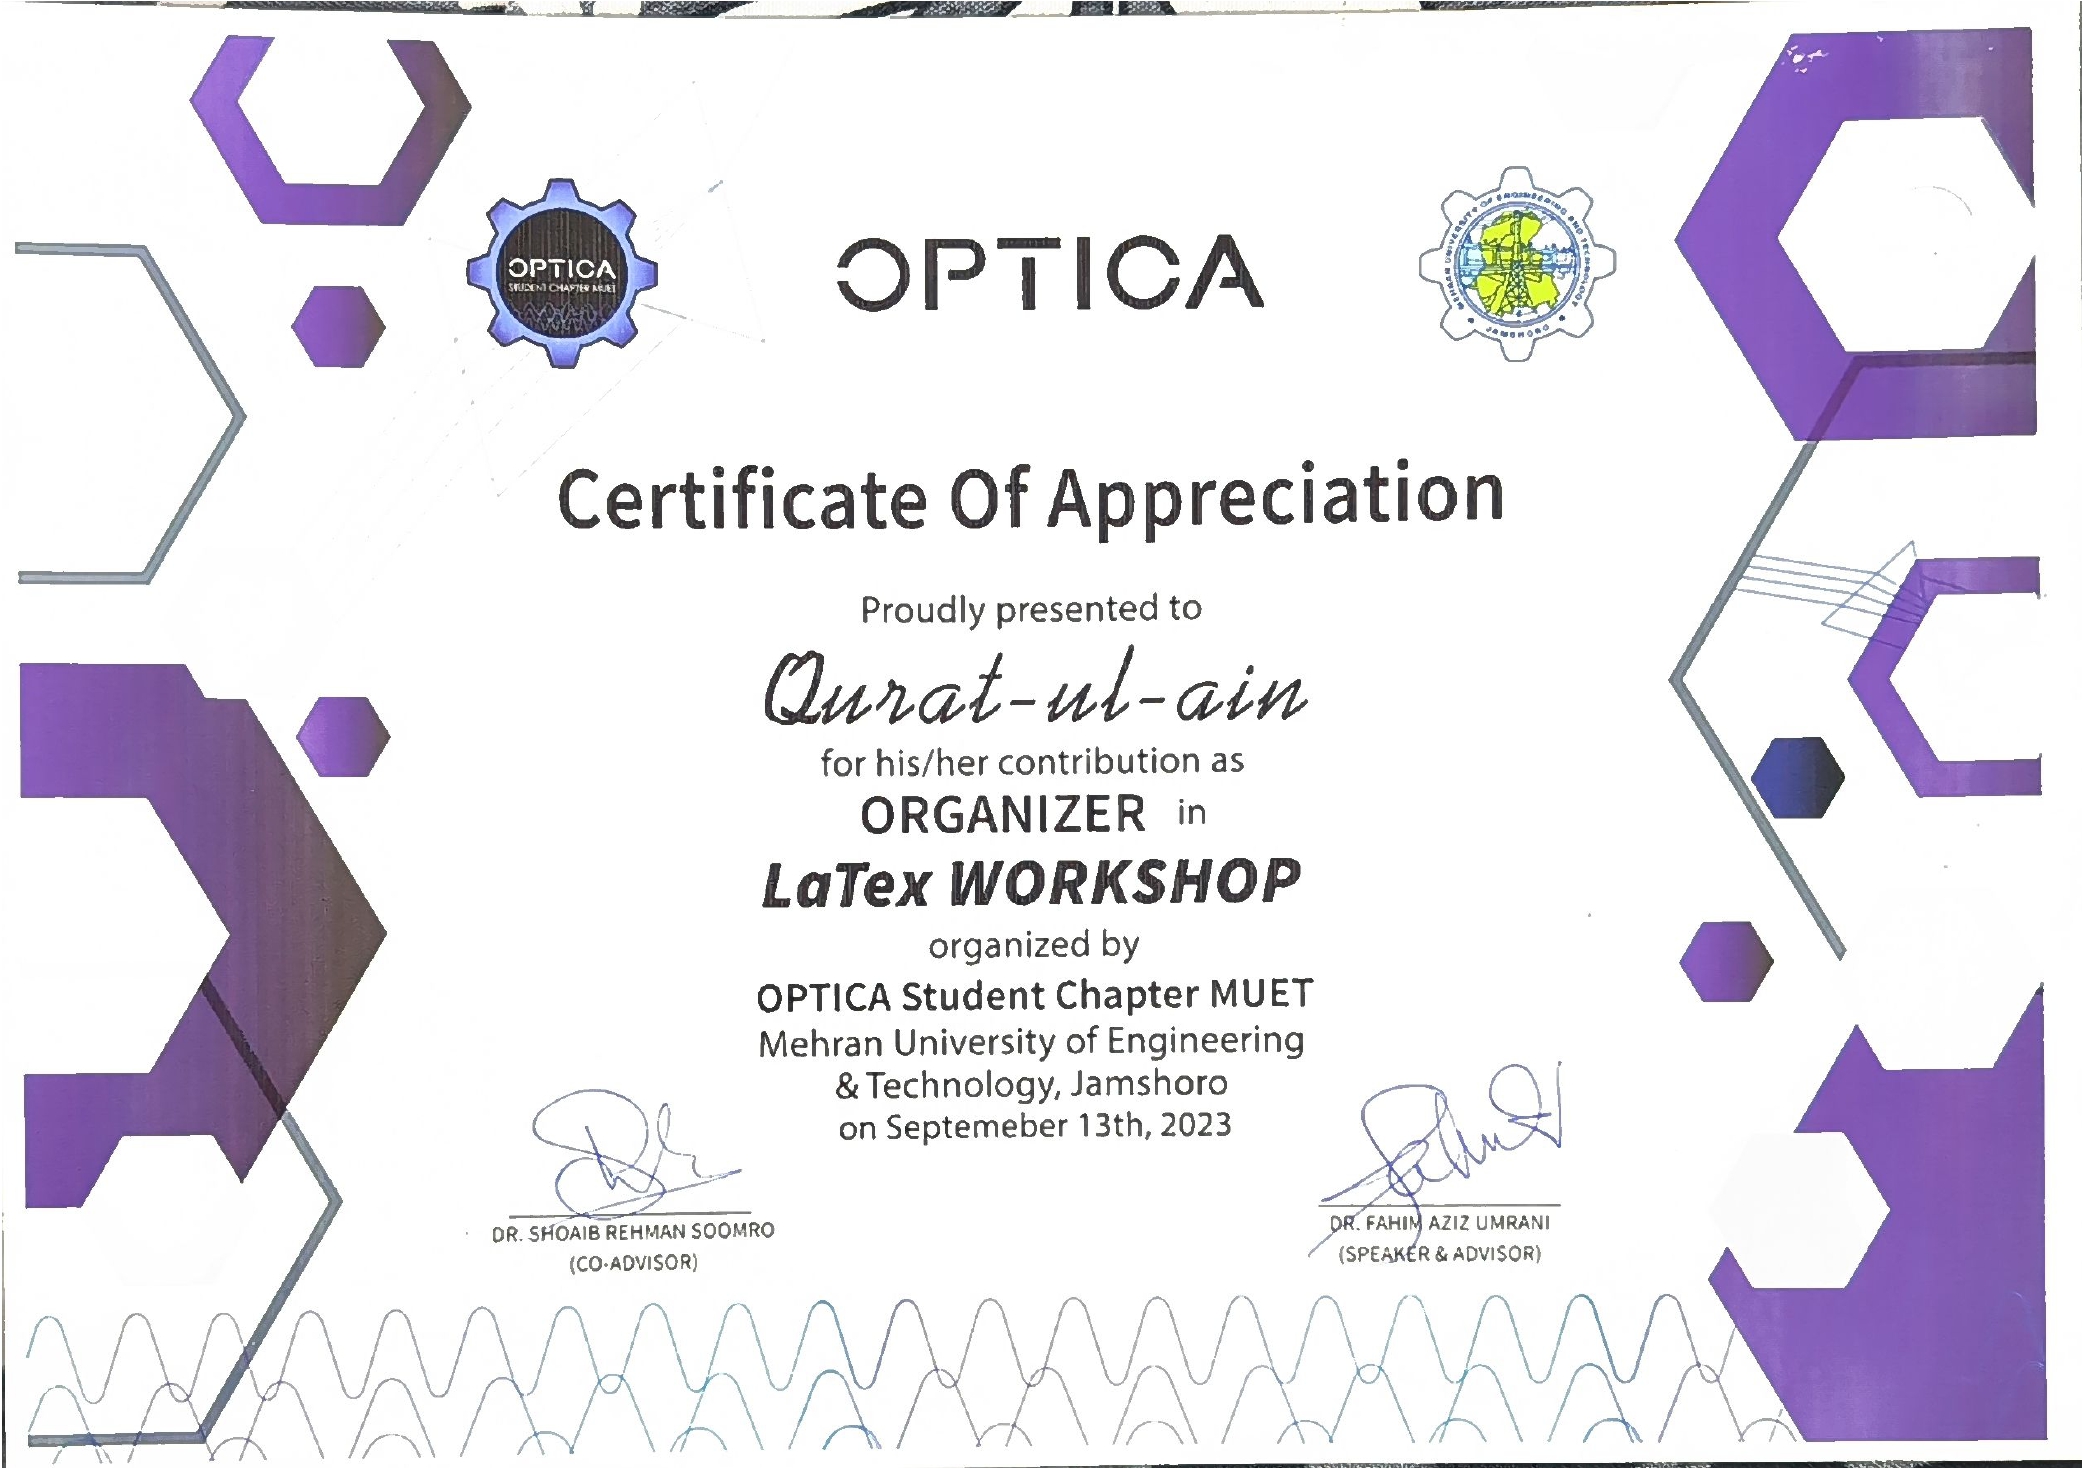 OPTICA
STUDENT CHAPTER MUET
OPTICA
MEHRAN UNIVERSITY OF ENGINEERING AND TECHNOLOGY
JAMSHORO
Certificate Of Appreciation
Proudly presented to
Qurat-ul-ain
for his/her contribution as
ORGANIZER in
LaTex WORKSHOP
organized by
OPTICA Student Chapter MUET
Mehran University of Engineering
& Technology, Jamshoro
on Septemeber 13th, 2023
DR. SHOAIB REHMAN SOOMRO
(CO-ADVISOR)
DR. FAHIM AZIZ UMRANI
(SPEAKER & ADVISOR)